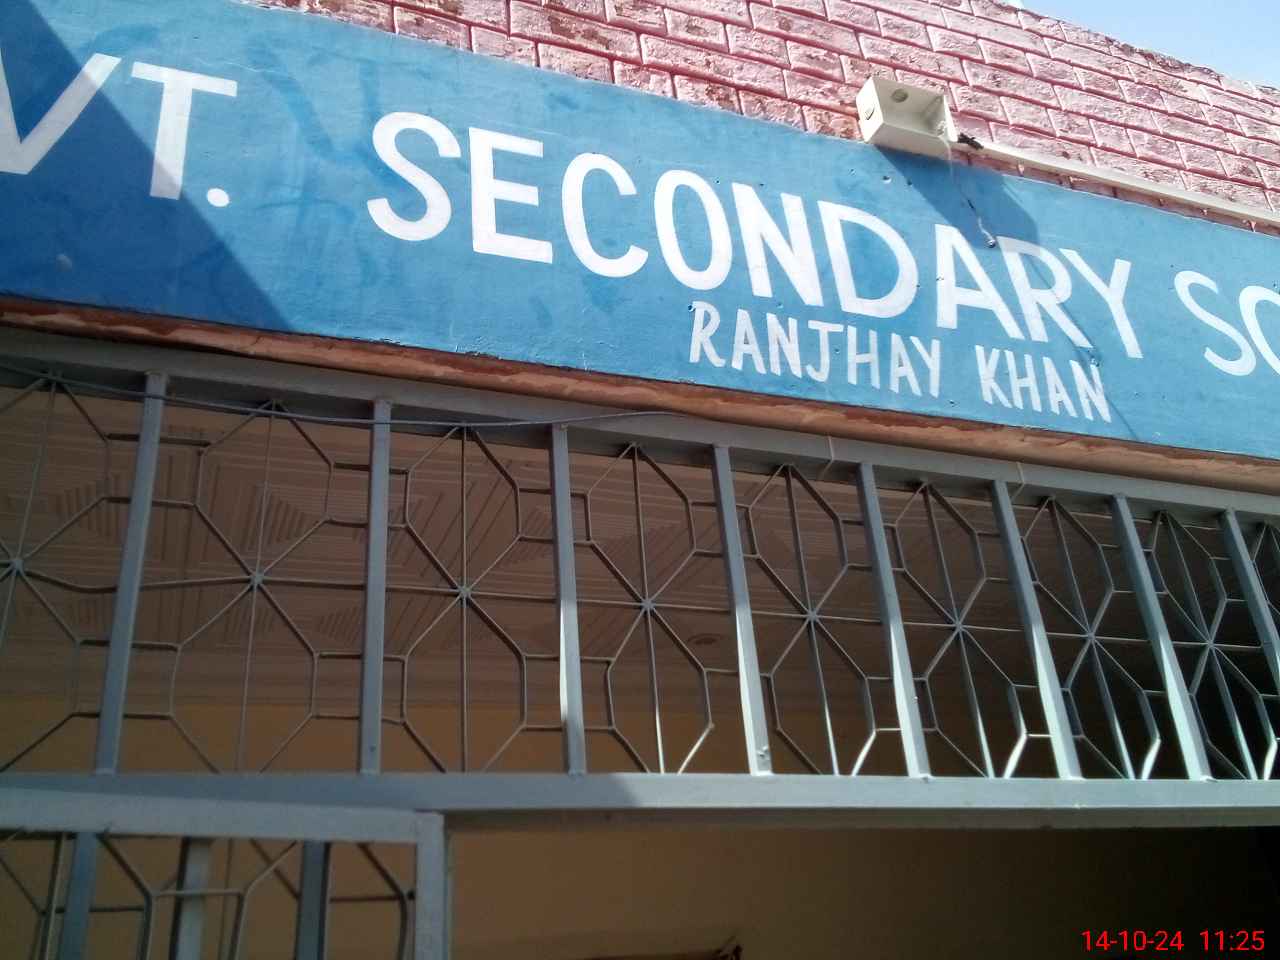 VT. SECONDARY SC
RANJHAY KHAN
14-10-24 11:25